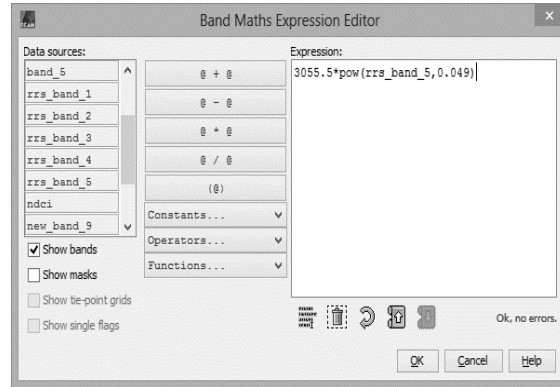 Band Maths Expression Editor
Data sources:
Expression:
band_5
rrs_band_1
rrs_band_2
rrs_band_3
rrs_band_4
rrs_band_5
ndci
new_band_9
@ + @
@ - @
@ * @
@ / @
(@)
Constants...
Operators...
Functions...
3055.5*pow(rrs_band_5,0.049)
Show bands
Show masks
Show tie-point grids
Show single flags
Ok, no errors.
OK
Cancel
Help